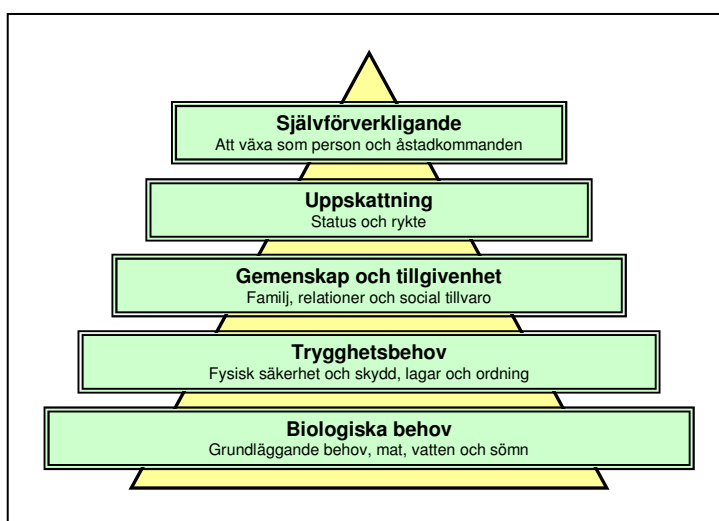 Självförverkligande
Att växa som person och åstadkommanden
Uppskattning
Status och rykte
Gemenskap och tillgivenhet
Familj, relationer och social tillvaro
Trygghetsbehov
Fysisk säkerhet och skydd, lagar och ordning
Biologiska behov
Grundläggande behov, mat, vatten och sömn